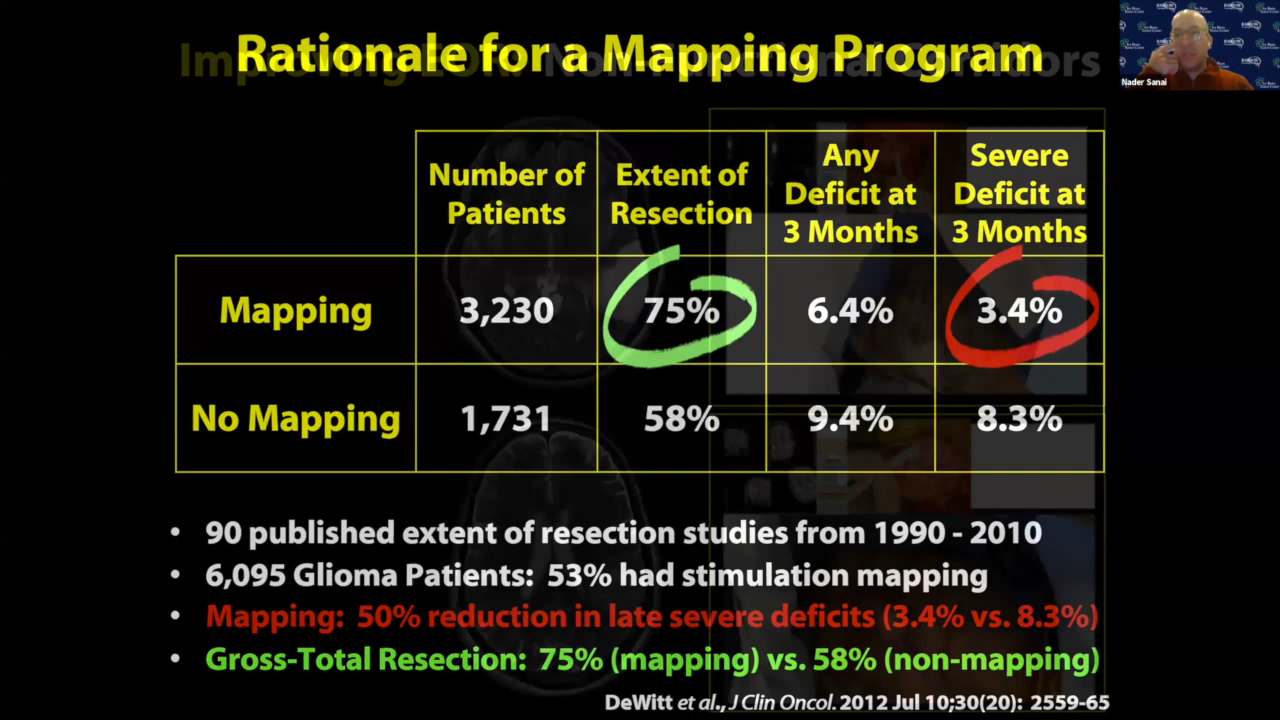 Rationale for a Mapping Program
Nader Sanai
Number of Patients
Extent of Resection
Any Deficit at 3 Months
Severe Deficit at 3 Months
Mapping 3,230 75% 6.4% 3.4%
No Mapping 1,731 58% 9.4% 8.3%
• 90 published extent of resection studies from 1990 - 2010
• 6,095 Glioma Patients: 53% had stimulation mapping
• Mapping: 50% reduction in late severe deficits (3.4% vs. 8.3%)
• Gross-Total Resection: 75% (mapping) vs. 58% (non-mapping)
DeWitt et al., J Clin Oncol. 2012 Jul 10;30(20): 2559-65